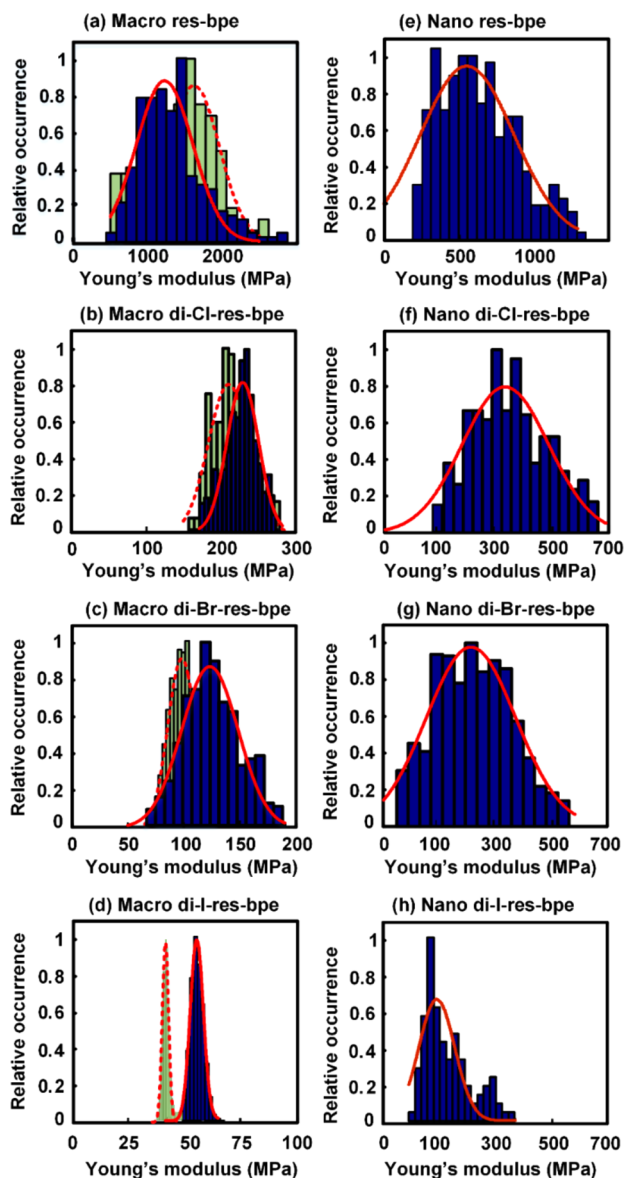 (a) Macro res-bpe
Relative occurrence
1
0.8
0.6
0.4
0.2
0
1000 2000
Young's modulus (MPa)
(e) Nano res-bpe
Relative occurrence
1
0.8
0.6
0.4
0.2
0
0 500 1000
Young's modulus (MPa)
(b) Macro di-Cl-res-bpe
Relative occurrence
1
0.8
0.6
0.4
0.2
0
0 100 200 300
Young's modulus (MPa)
(f) Nano di-Cl-res-bpe
Relative occurrence
1
0.8
0.6
0.4
0.2
0
0 100 300 500 700
Young's modulus (MPa)
(c) Macro di-Br-res-bpe
Relative occurrence
1
0.8
0.6
0.4
0.2
0
0 50 100 150 200
Young's modulus (MPa)
(g) Nano di-Br-res-bpe
Relative occurrence
1
0.8
0.6
0.4
0.2
0
0 100 300 500 700
Young's modulus (MPa)
(d) Macro di-I-res-bpe
Relative occurrence
1
0.8
0.6
0.4
0.2
0
0 25 50 75 100
Young's modulus (MPa)
(h) Nano di-I-res-bpe
Relative occurrence
1
0.8
0.6
0.4
0.2
0
0 100 300 500 700
Young's modulus (MPa)